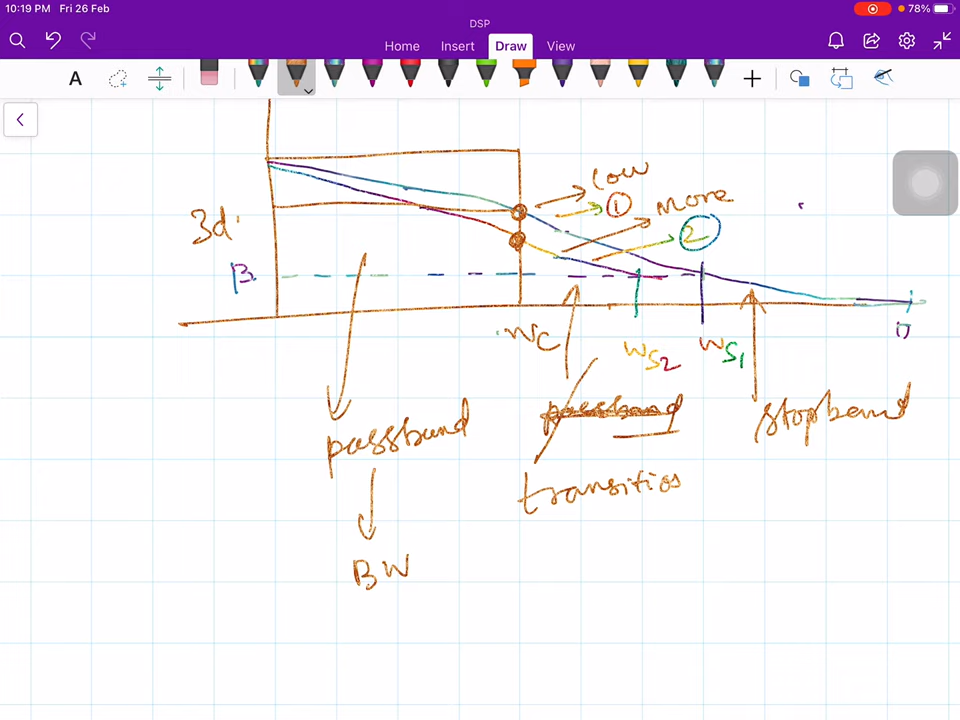 10:19 PM Fri 26 Feb
78%
DSP
Home Insert Draw View
A
low
1
more
3d
2
B
wc
ws2
ws1
π
passband
passband
stopband
transition
BW